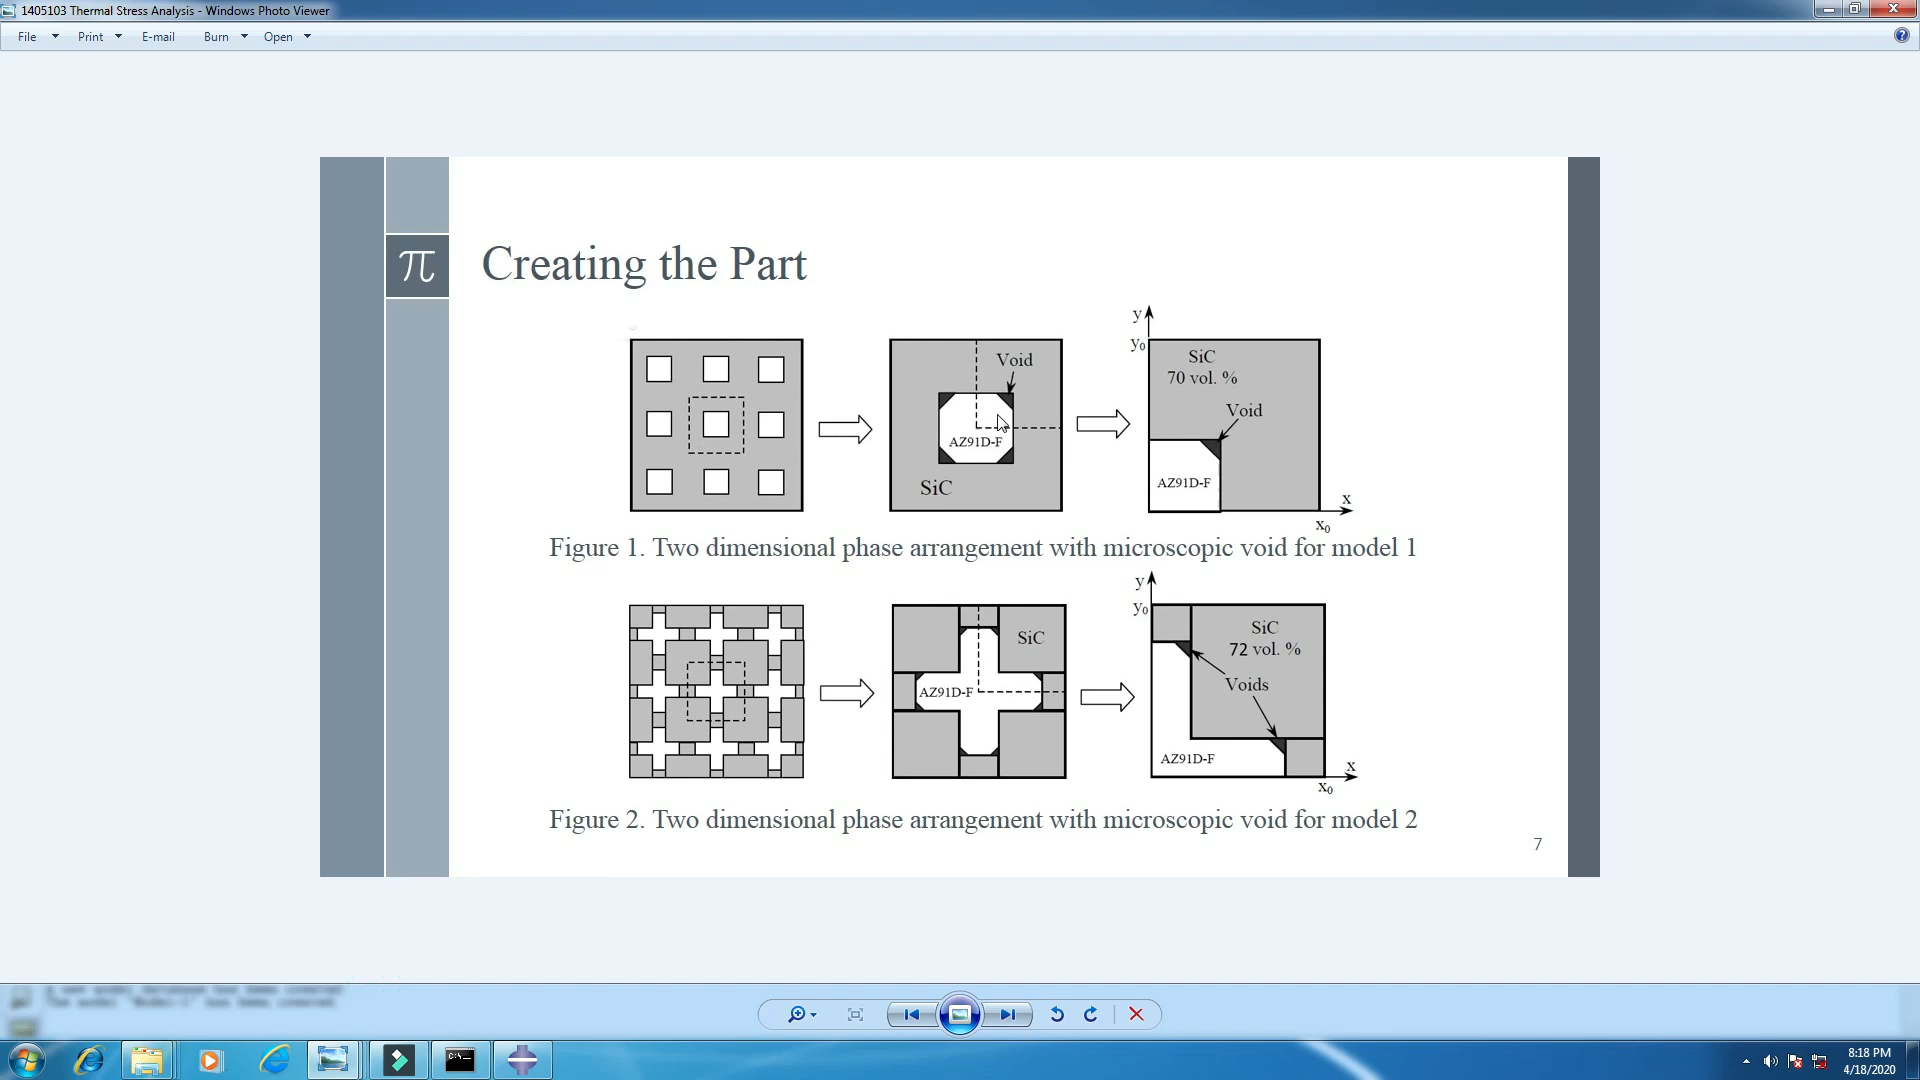 1405103 Thermal Stress Analysis - Windows Photo Viewer
File Print E-mail Burn Open
π Creating the Part
Void
AZ91D-F
SiC
y
y0
SiC
70 vol. %
Void
AZ91D-F
x
x0
Figure 1. Two dimensional phase arrangement with microscopic void for model 1
SiC
AZ91D-F
y
y0
SiC
72 vol. %
Voids
AZ91D-F
x
x0
Figure 2. Two dimensional phase arrangement with microscopic void for model 2
7
8:18 PM
4/18/2020